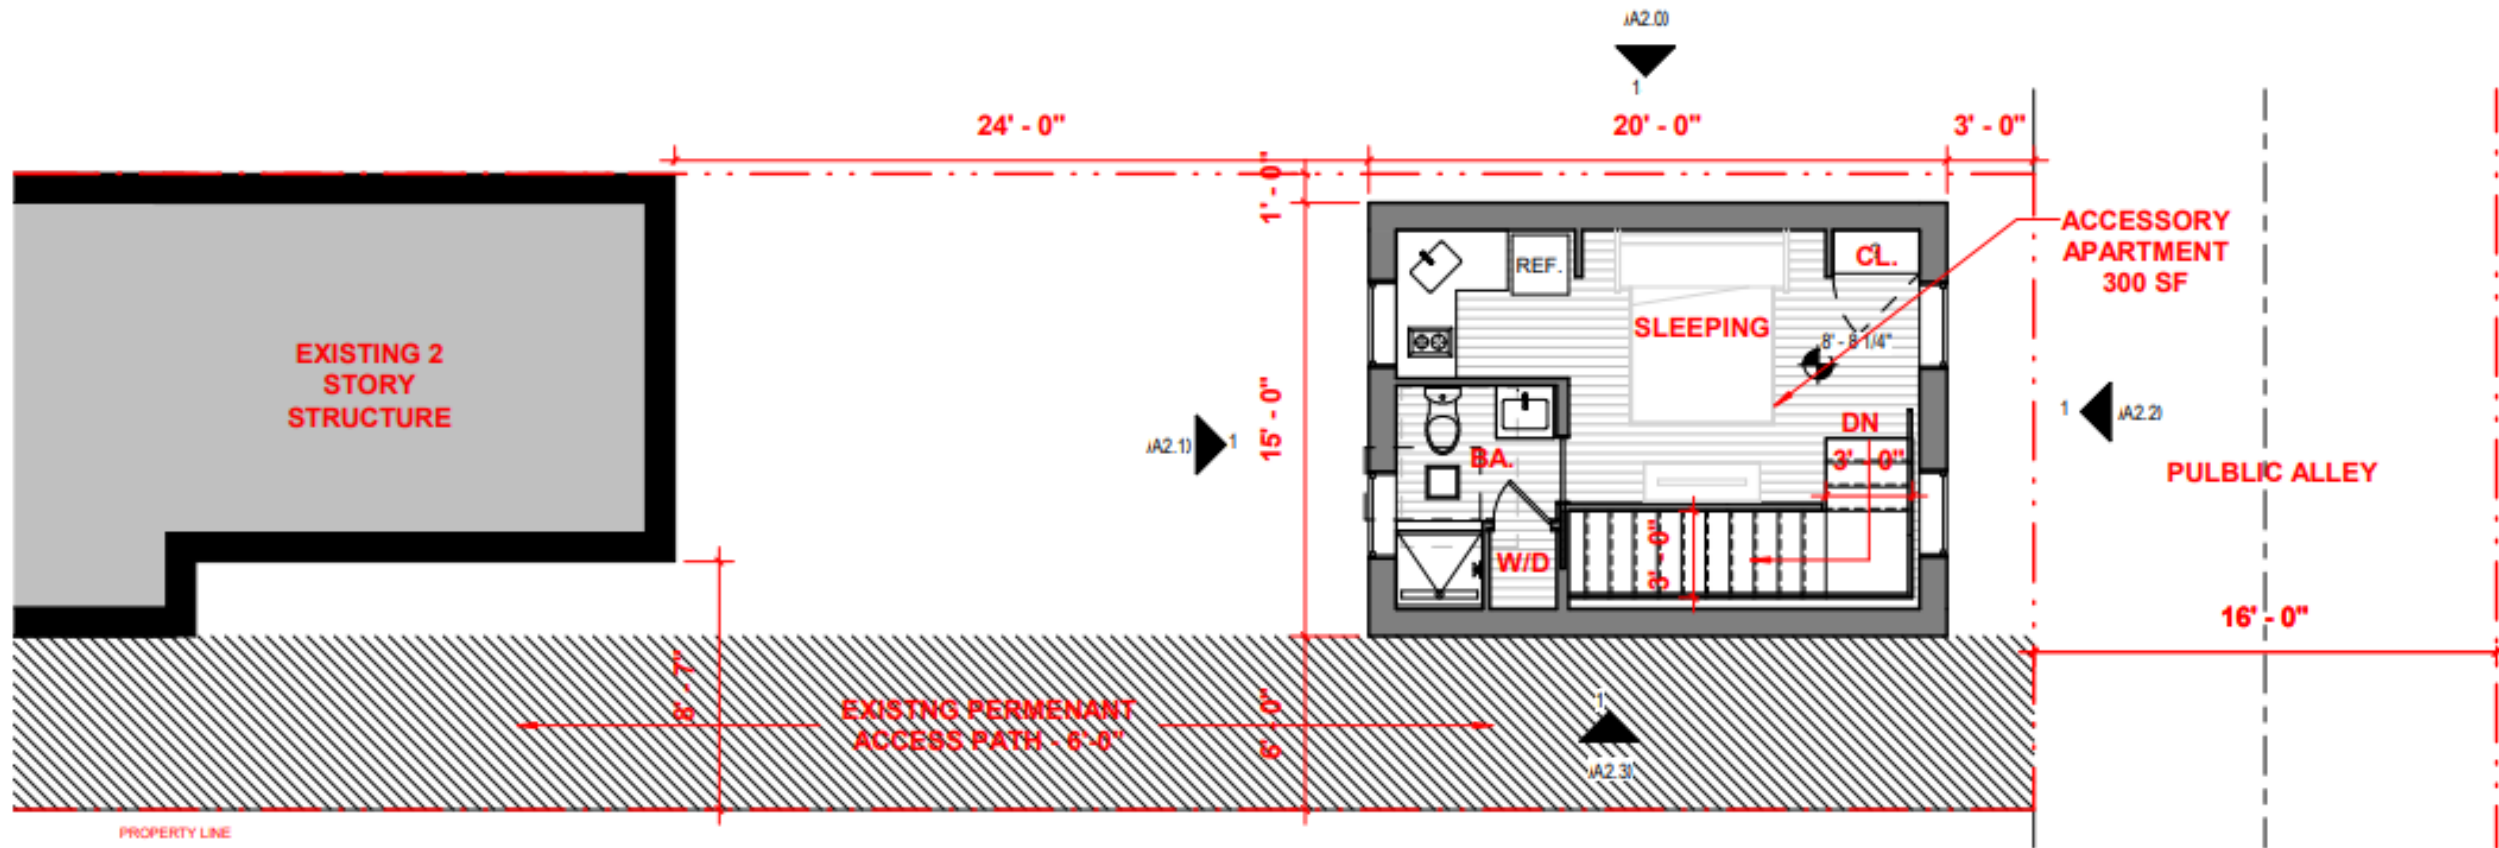 (A2.0)
1
24' - 0"
20' - 0"
3' - 0"
1' - 0"
ACCESSORY
APARTMENT
300 SF
REF.
CL.
EXISTING 2
STORY
STRUCTURE
SLEEPING
8' - 8 1/4"
15' - 0"
(A2.1)
1
DN
1
(A2.2)
BA.
3' - 0"
PULBLIC ALLEY
3' - 0"
W/D
16' - 0"
8' - 7"
EXISTNG PERMENANT
ACCESS PATH - 6'-0"
6' - 0"
1
(A2.3)
PROPERTY LINE